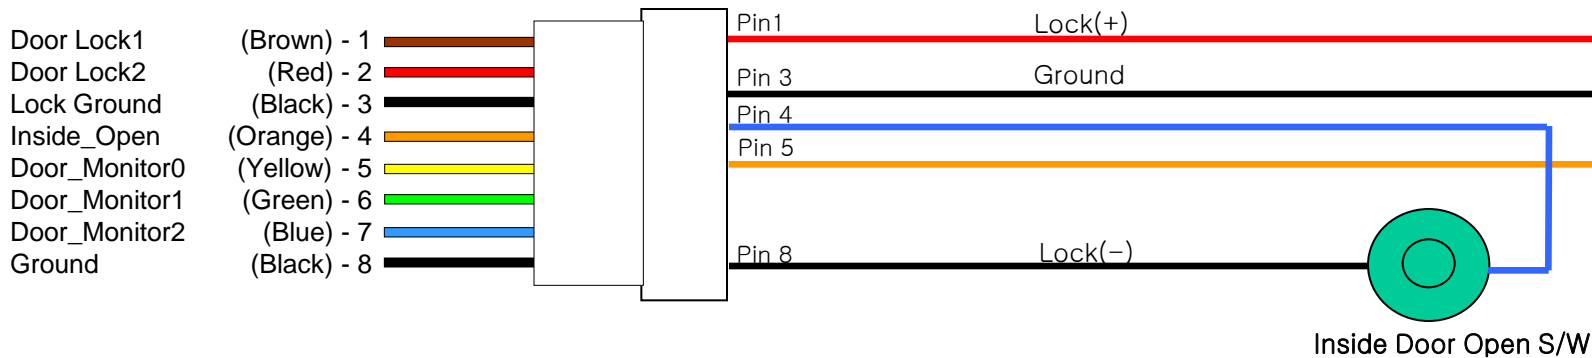 Door Lock1 (Brown) - 1
Door Lock2 (Red) - 2
Lock Ground (Black) - 3
Inside_Open (Orange) - 4
Door_Monitor0 (Yellow) - 5
Door_Monitor1 (Green) - 6
Door_Monitor2 (Blue) - 7
Ground (Black) - 8
Pin1 Lock(+)
Pin 3 Ground
Pin 4
Pin 5
Pin 8 Lock(−)
Inside Door Open S/W